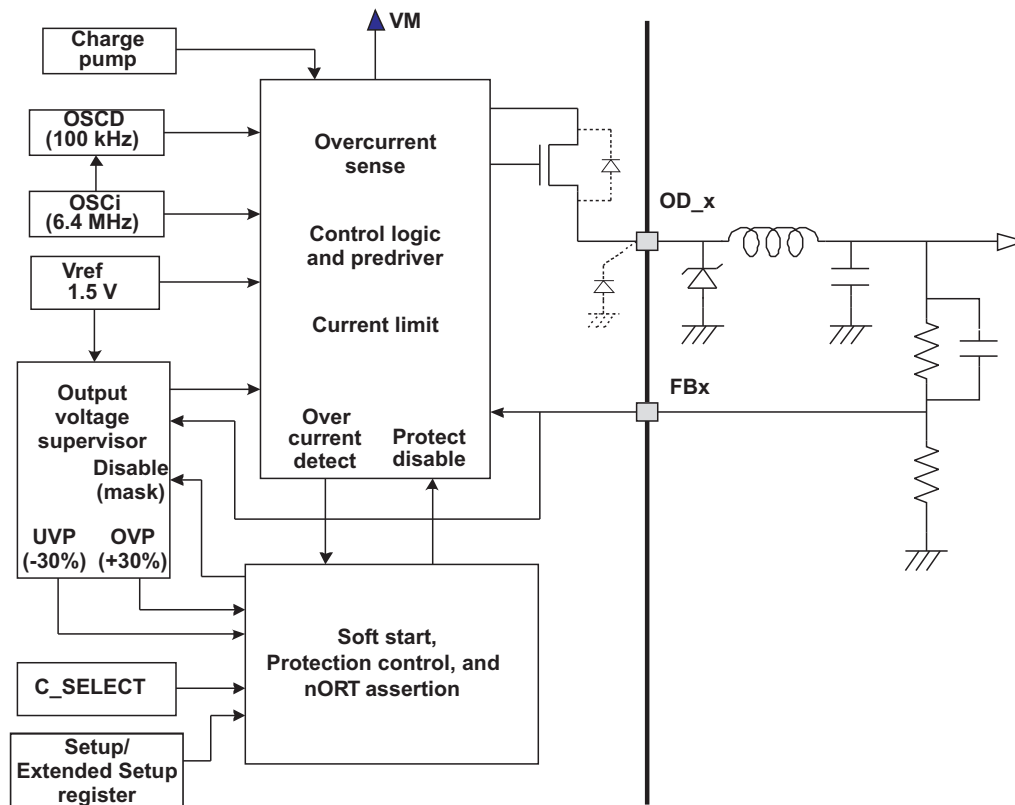 VM
Charge
pump
OSCD
(100 kHz)
OSCi
(6.4 MHz)
Vref
1.5 V
Overcurrent
sense
Control logic
and predriver
Current limit
Over
current
detect
Protect
disable
OD_x
FBx
Output
voltage
supervisor
Disable
(mask)
UVP
(-30%)
OVP
(+30%)
Soft start,
Protection control, and
nORT assertion
C_SELECT
Setup/
Extended Setup
register